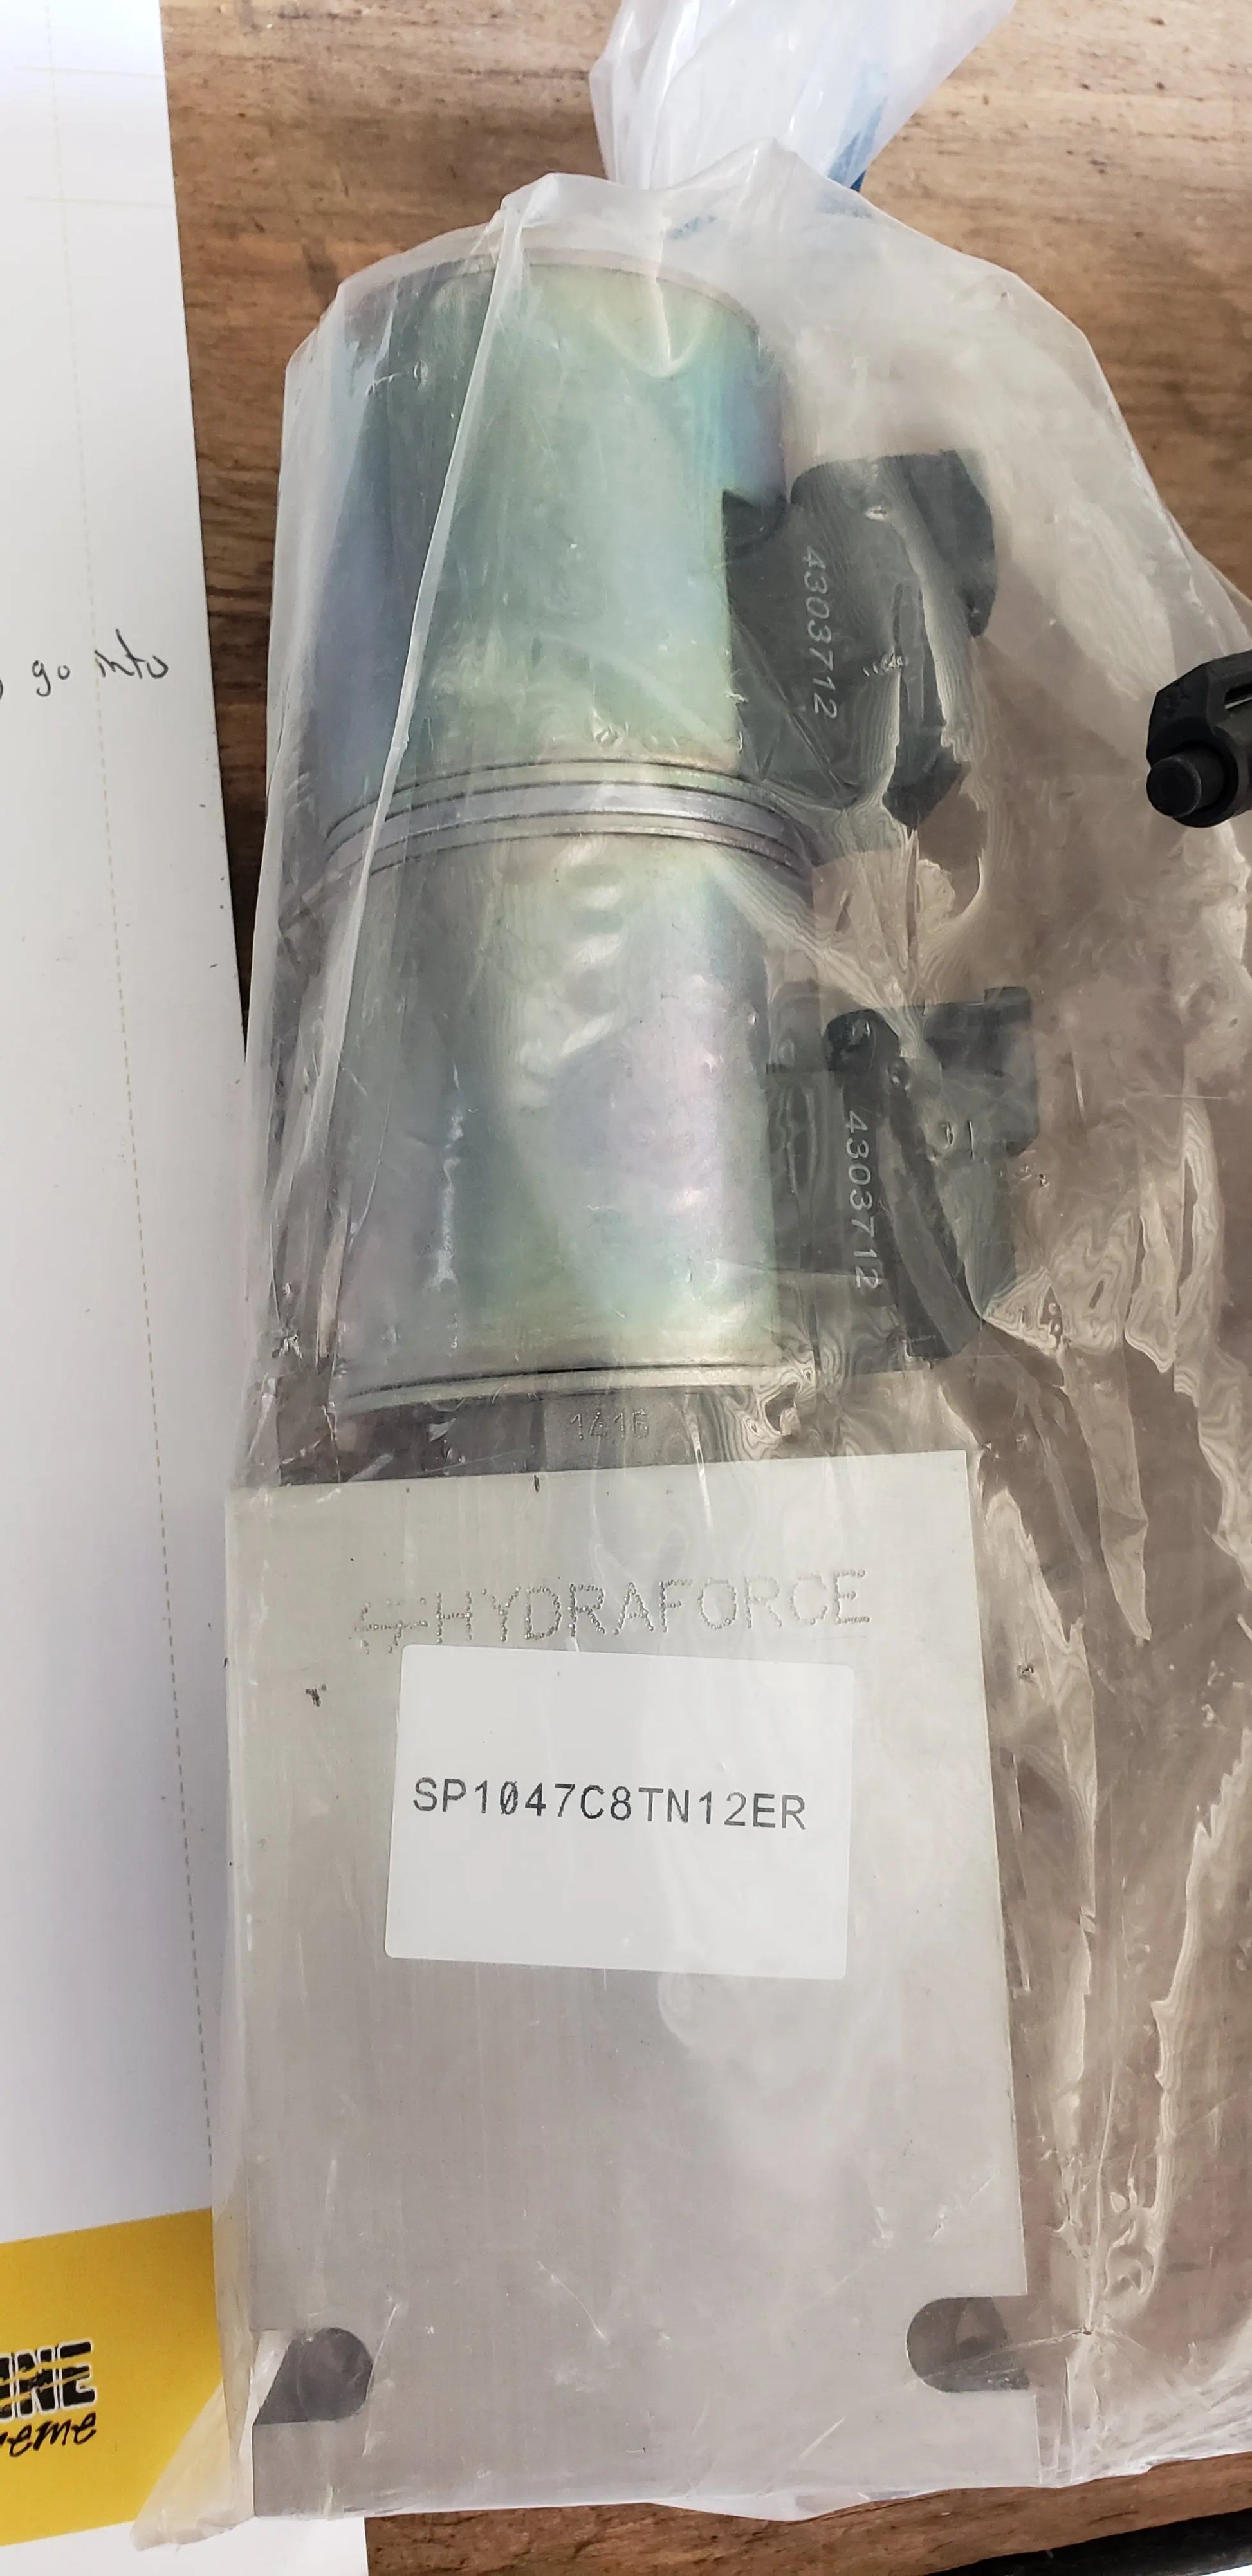 go into
4303712
4303712
1416
HYDRAFORCE
SP1047C8TN12ER